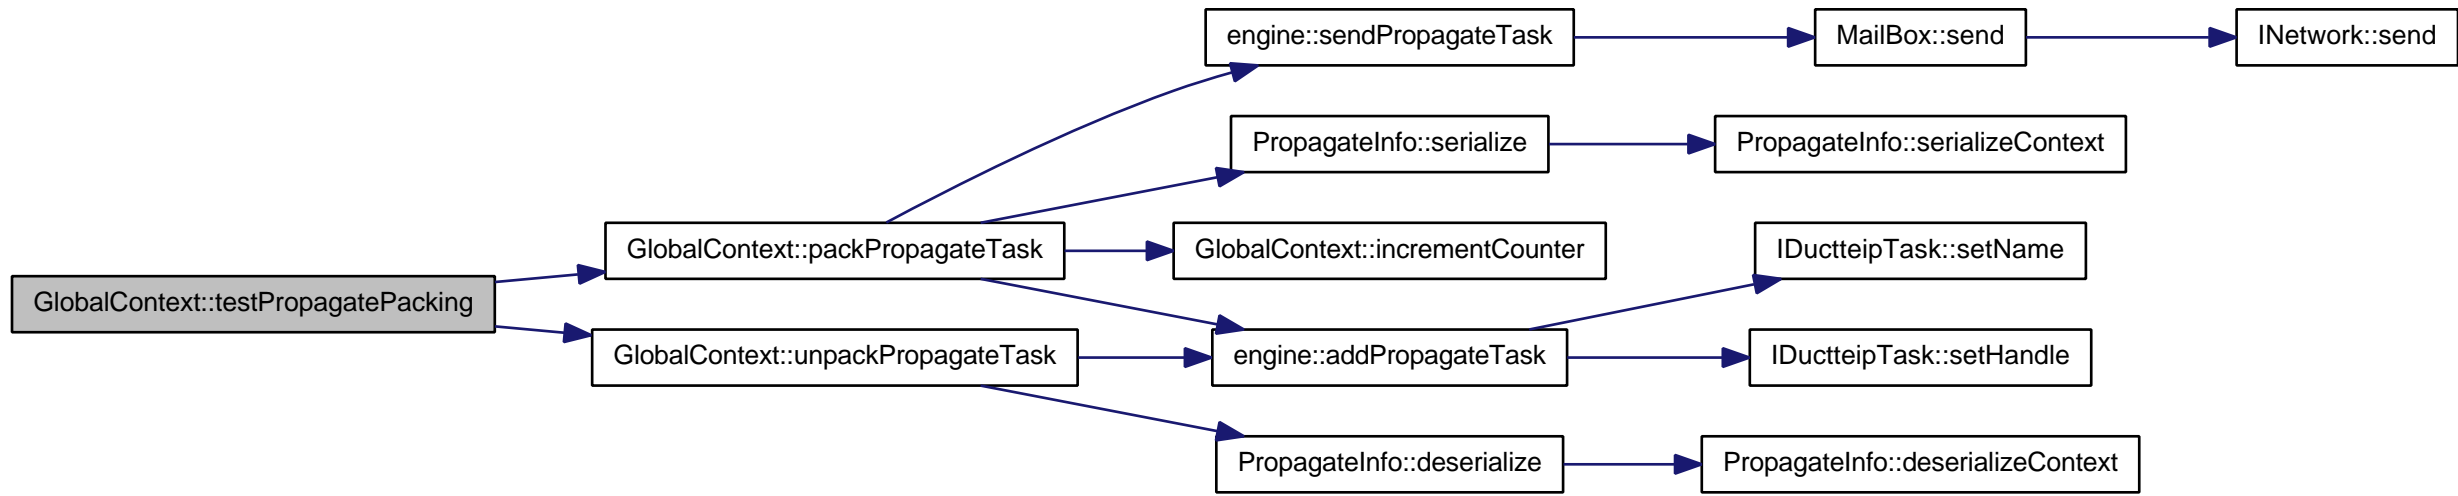 engine::sendPropagateTask
MailBox::send
INetwork::send
PropagateInfo::serialize
PropagateInfo::serializeContext
GlobalContext::packPropagateTask
GlobalContext::incrementCounter
IDuctteipTask::setName
GlobalContext::testPropagatePacking
GlobalContext::unpackPropagateTask
engine::addPropagateTask
IDuctteipTask::setHandle
PropagateInfo::deserialize
PropagateInfo::deserializeContext